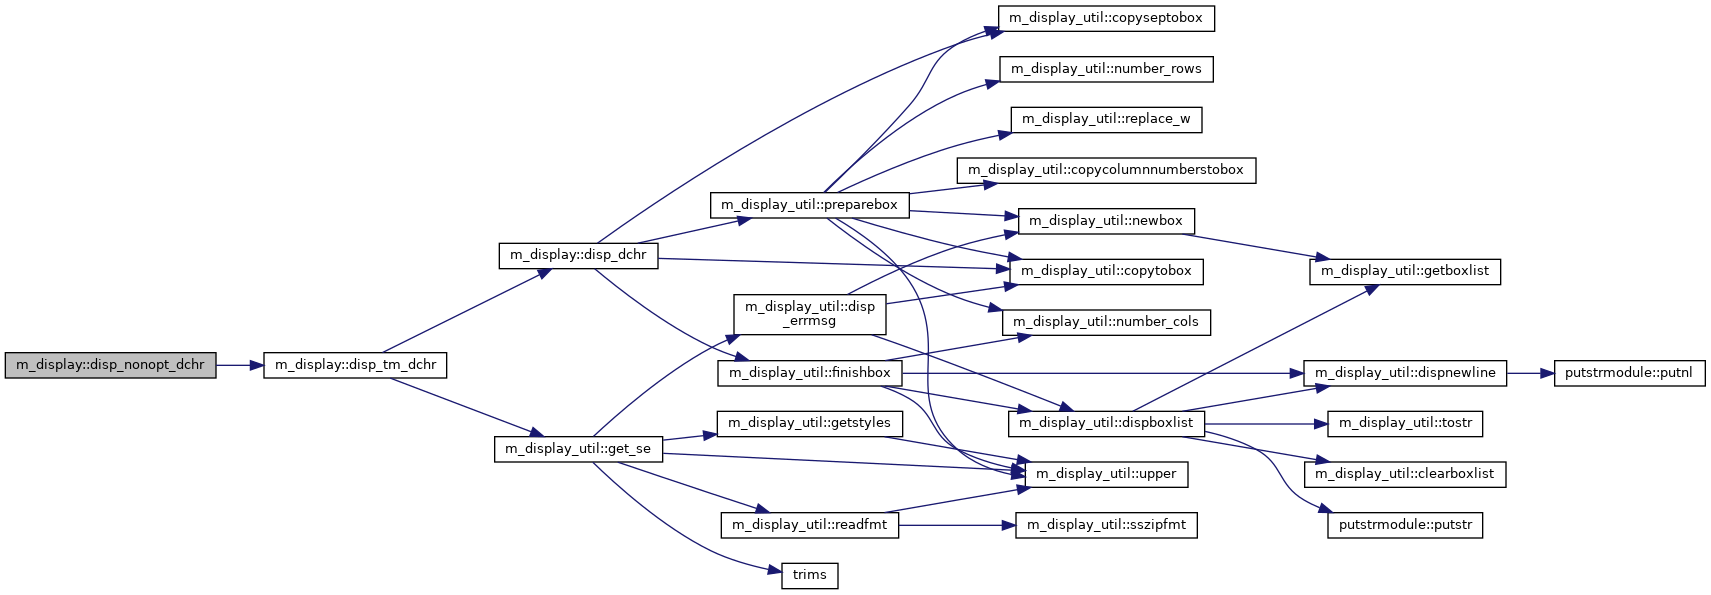 m_display::disp_nonopt_dchr
m_display::disp_tm_dchr
m_display::disp_dchr
m_display_util::get_se
m_display_util::preparebox
m_display_util::disp
_errmsg
m_display_util::finishbox
m_display_util::getstyles
m_display_util::readfmt
trims
m_display_util::copyseptobox
m_display_util::number_rows
m_display_util::replace_w
m_display_util::copycolumnnumberstobox
m_display_util::newbox
m_display_util::copytobox
m_display_util::number_cols
m_display_util::dispboxlist
m_display_util::upper
m_display_util::sszipfmt
m_display_util::getboxlist
m_display_util::dispnewline
m_display_util::tostr
m_display_util::clearboxlist
putstrmodule::putstr
putstrmodule::putnl